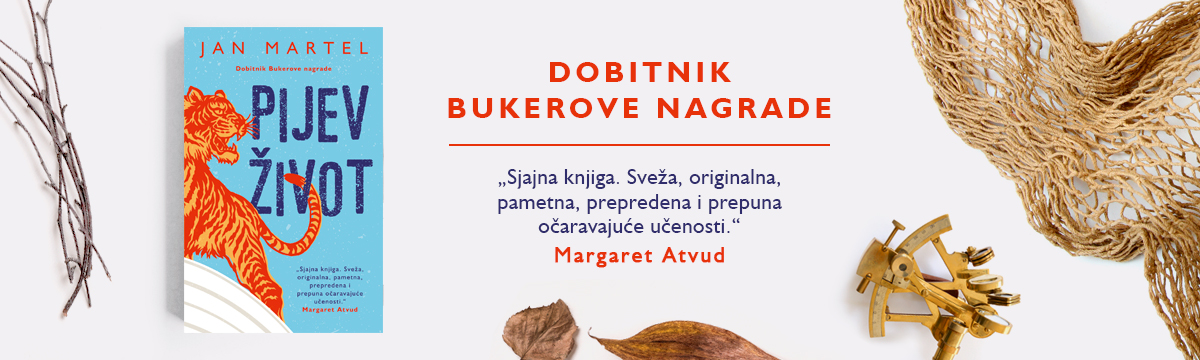 JAN MARTEL
Dobitnik Bukerove nagrade
PIJEV
ŽIVOT
„Sjajna knjiga. Sveža,
originalna, pametna,
prepredena i
prepuna očaravajuće
učenosti.“
Margaret Atvud
DOBITNIK
BUKEROVE NAGRADE
„Sjajna knjiga. Sveža, originalna,
pametna, prepredena i prepuna
očaravajuće učenosti.“
Margaret Atvud